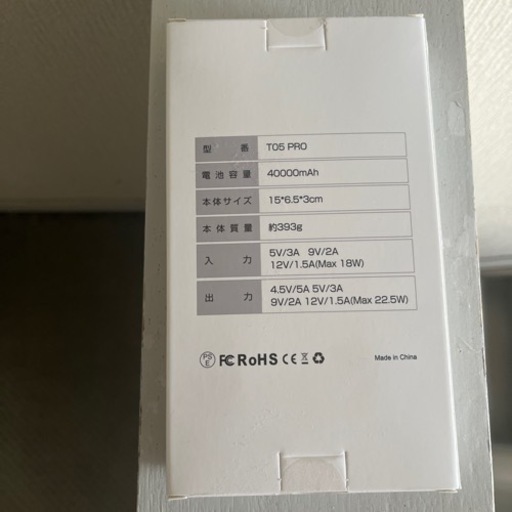 型番 T05 PRO
電池容量 40000mAh
本体サイズ 15*6.5*3cm
本体質量 約393g
入力 5V/3A 9V/2A
12V/1.5A(Max 18W)
出力 4.5V/5A 5V/3A
9V/2A 12V/1.5A(Max 22.5W)
PSE FC RoHS CE Made in China